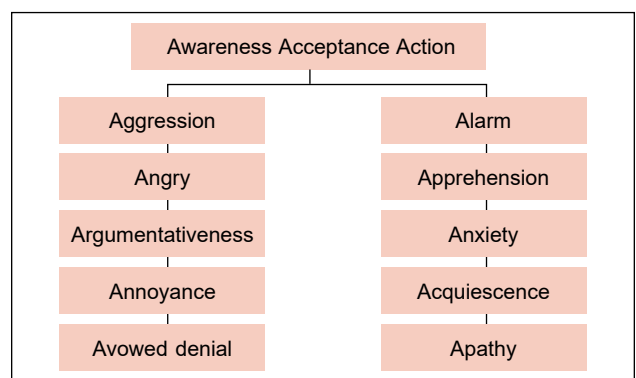 Awareness Acceptance Action
Aggression
Angry
Argumentativeness
Annoyance
Avowed denial
Alarm
Apprehension
Anxiety
Acquiescence
Apathy